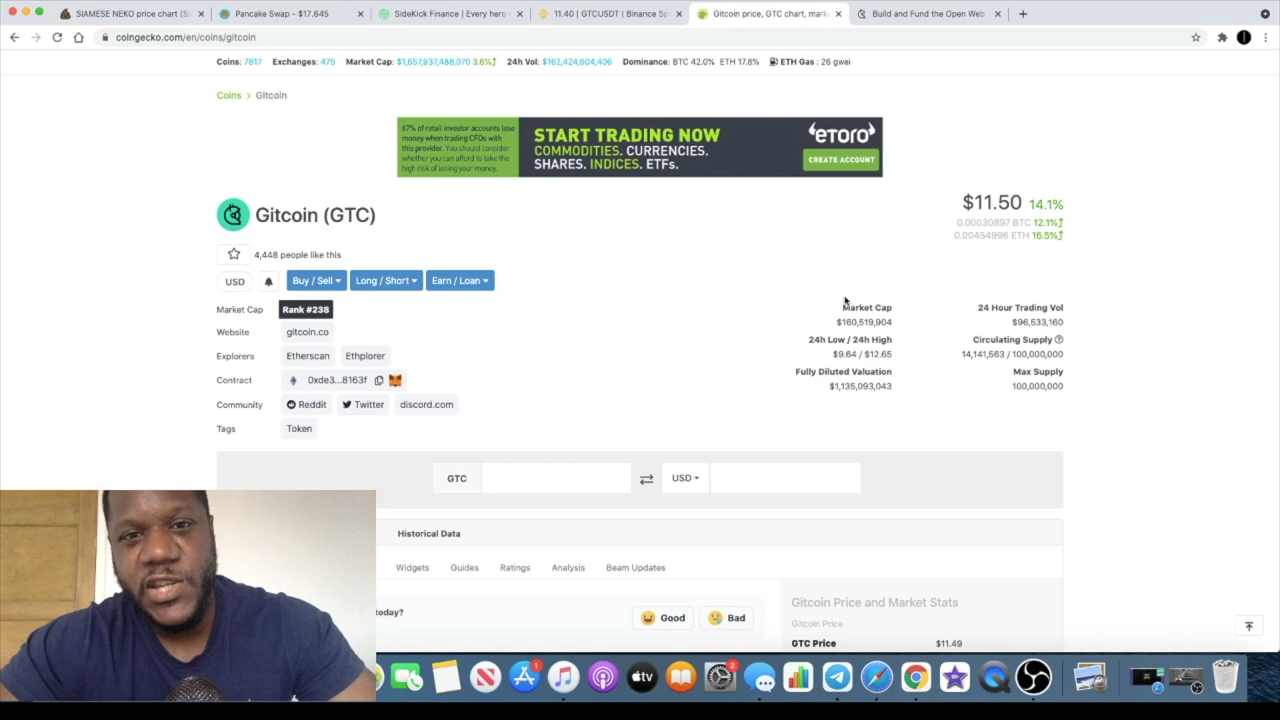 SIAMESE NEKO price chart (S
Pancake Swap - $17.645
SideKick Finance | Every hero
11.40 | GTCUSDT | Binance Sp
Gitcoin price, GTC chart, mark
Build and Fund the Open Web
coingecko.com/en/coins/gitcoin
Coins: 7817 Exchanges: 475 Market Cap: $1,657,937,488,070 3.6% 24h Vol: $162,424,604,406 Dominance: BTC 42.0% ETH 17.8% ETH Gas: 26 gwei
Coins > Gitcoin
67% of retail investor accounts lose
money when trading CFDs with
this provider. You should consider
whether you can afford to take the
high risk of losing your money.
START TRADING NOW
COMMODITIES. CURRENCIES.
SHARES. INDICES. ETFs.
eToro
CREATE ACCOUNT
Gitcoin (GTC)
$11.50 14.1%
0.00030897 BTC 12.1%
0.00454996 ETH 16.5%
4,448 people like this
USD
Buy / Sell
Long / Short
Earn / Loan
Market Cap Rank #238
Website gitcoin.co
Explorers Etherscan Ethplorer
Contract 0xde3...8163f
Community Reddit Twitter discord.com
Tags Token
Market Cap
$160,519,904
24 Hour Trading Vol
$96,533,160
24h Low / 24h High
$9.64 / $12.65
Circulating Supply
14,141,563 / 100,000,000
Fully Diluted Valuation
$1,135,093,043
Max Supply
100,000,000
GTC
USD
Historical Data
Widgets Guides Ratings Analysis Beam Updates
today?
Good
Bad
Gitcoin Price and Market Stats
Gitcoin Price
GTC Price $11.49
1
tv
2